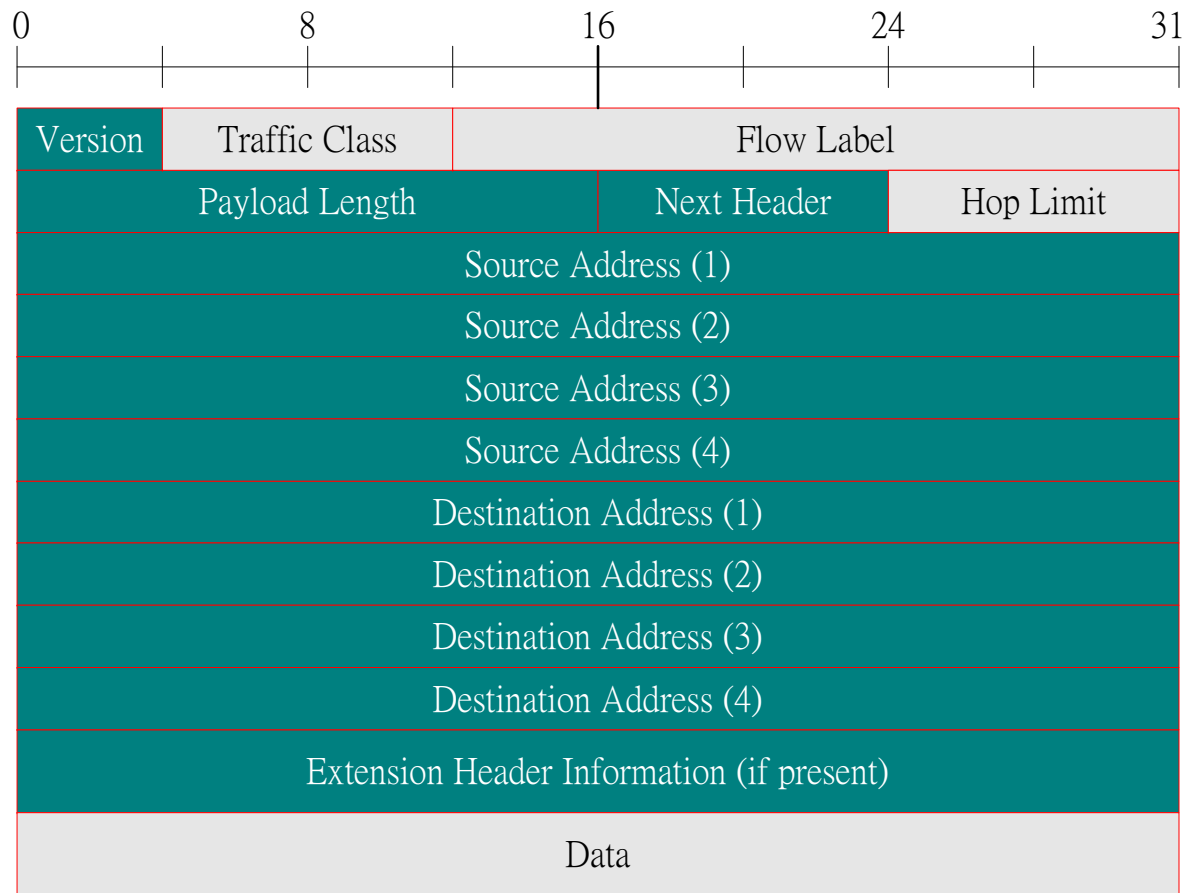 0 8 16 24 31
Version Traffic Class Flow Label
Payload Length Next Header Hop Limit
Source Address (1)
Source Address (2)
Source Address (3)
Source Address (4)
Destination Address (1)
Destination Address (2)
Destination Address (3)
Destination Address (4)
Extension Header Information (if present)
Data